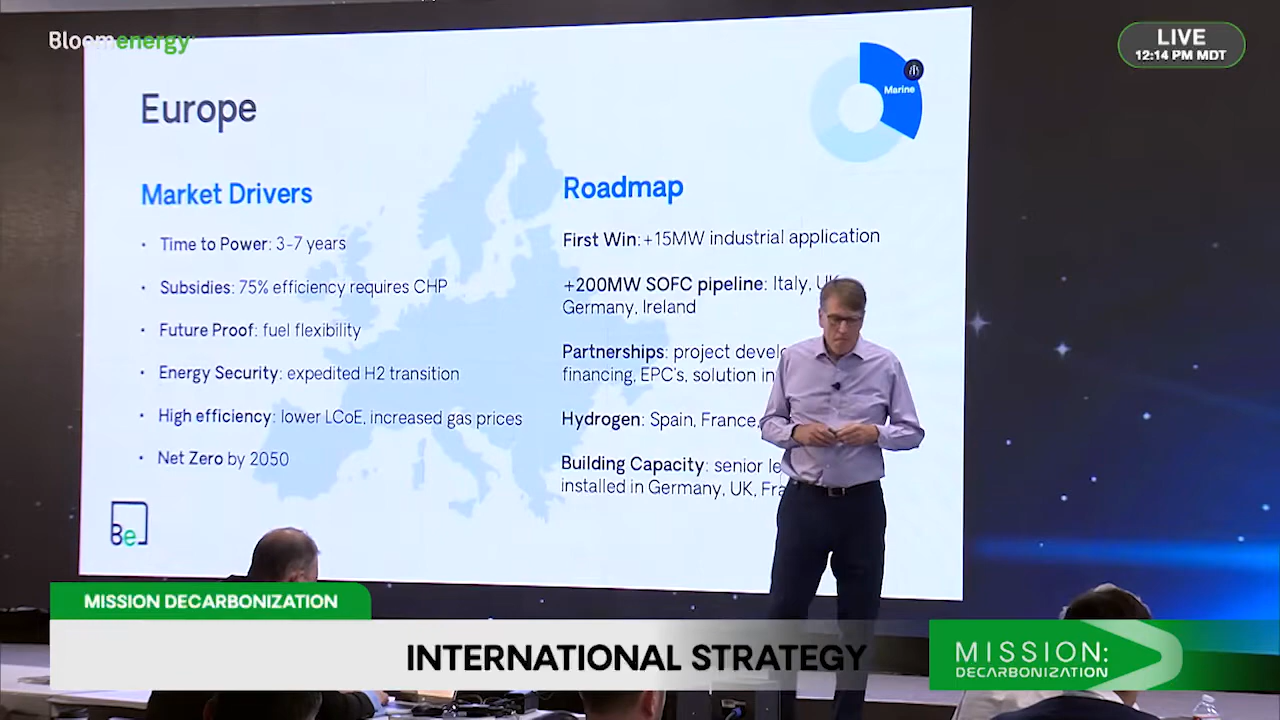 Bloomenergy
LIVE
12:14 PM MDT
Marine
Europe
Market Drivers
• Time to Power: 3-7 years
• Subsidies: 75% efficiency requires CHP
• Future Proof: fuel flexibility
• Energy Security: expedited H2 transition
• High efficiency: lower LCoE, increased gas prices
• Net Zero by 2050
Be
Roadmap
First Win: +15MW industrial application
+200MW SOFC pipeline: Italy,
Germany, Ireland
Partnerships: project
financing, EPC's, solution
Hydrogen: Spain, France,
Building Capacity: senior
installed in Germany, UK,
MISSION DECARBONIZATION
INTERNATIONAL STRATEGY
MISSION:
DECARBONIZATION